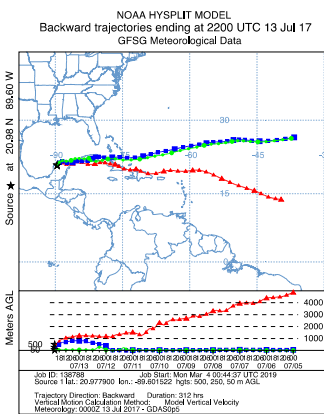 NOAA HYSPLIT MODEL
Backward trajectories ending at 2200 UTC 13 Jul 17
GFSG Meteorological Data
Source ★ at 20.98 N 89.60 W
-90
-60
-45
30
15
0
Meters AGL
500
50
4000
3000
2000
1000
07/13 07/12 07/11 07/10 07/09 07/08 07/07 07/06 07/05
Job ID: 138788 Job Start: Mon Mar 4 00:44:37 UTC 2019
Source 1 lat.: 20.977900 lon.: -89.601522 hgts: 500, 250, 50 m AGL
Trajectory Direction: Backward Duration: 312 hrs
Vertical Motion Calculation Method: Model Vertical Velocity
Meteorology: 0000Z 13 Jul 2017 - GDAS0p5